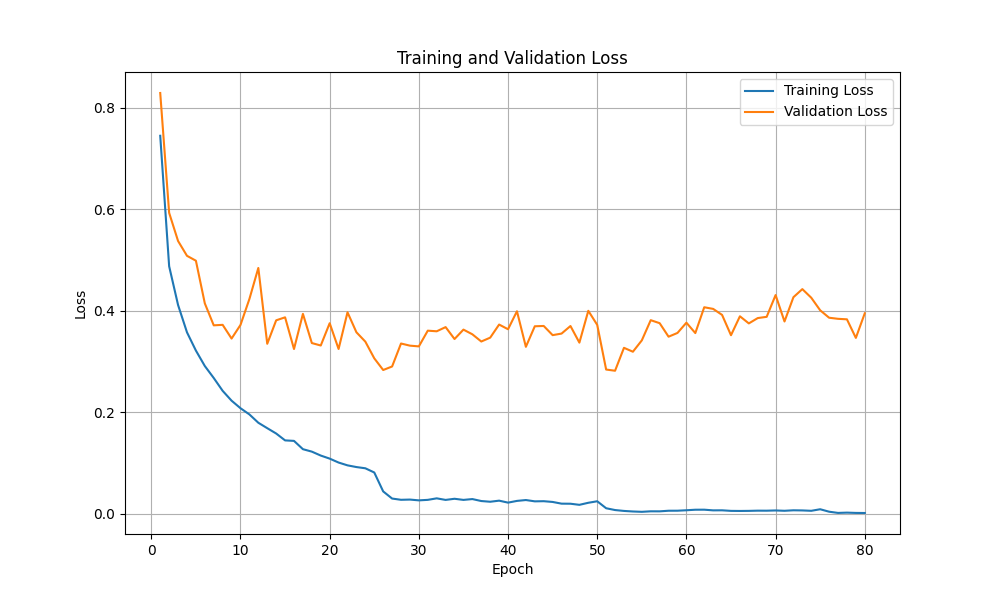 Training and Validation Loss
Training Loss
Validation Loss
0.8
0.6
0.4
0.2
0.0
Loss
0 10 20 30 40 50 60 70 80
Epoch